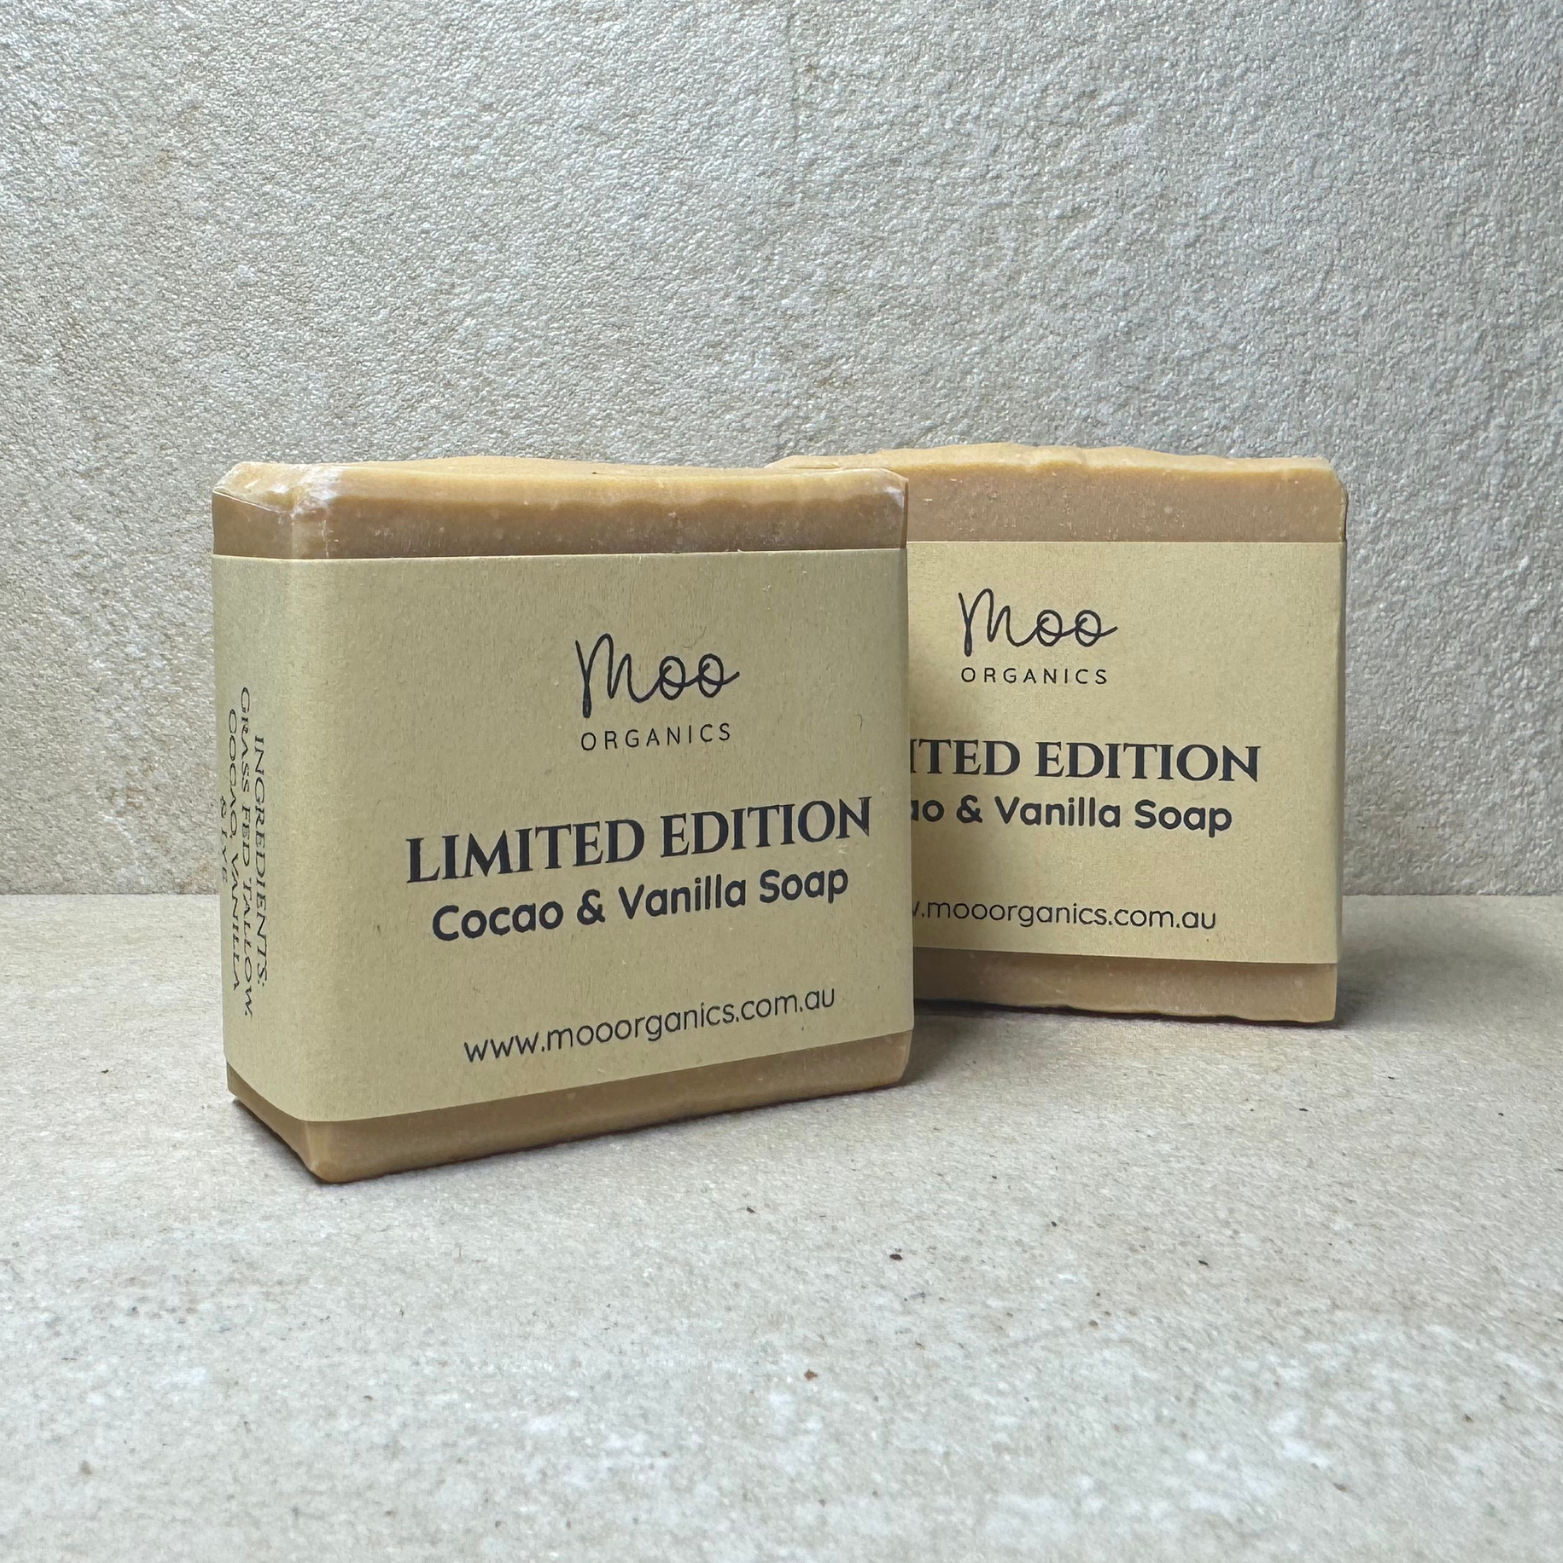 Moo
ORGANICS
LIMITED EDITION
Cocao & Vanilla Soap
www.mooorganics.com.au
INGREDIENTS:
GRASS FED TALLOW,
COCAO, VANILLA
& LYE
Moo
ORGANICS
ITED EDITION
ao & Vanilla Soap
.mooorganics.com.au